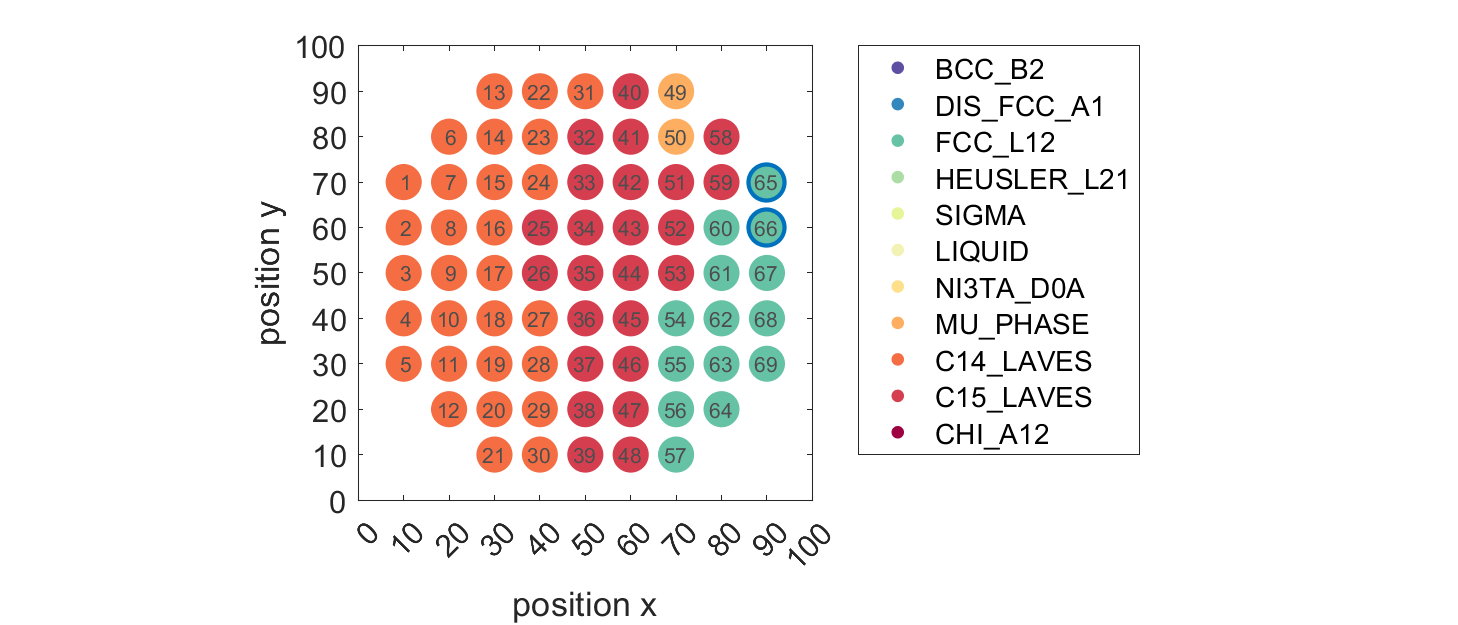 100
90 13 22 31 40 49
80 6 14 23 32 41 50 58
70 1 7 15 24 33 42 51 59 65
60 2 8 16 25 34 43 52 60 66
50 3 9 17 26 35 44 53 61 67
40 4 10 18 27 36 45 54 62 68
30 5 11 19 28 37 46 55 63 69
20 12 20 29 38 47 56 64
10 21 30 39 48 57
0
position y
0 10 20 30 40 50 60 70 80 90 100
position x
BCC_B2
DIS_FCC_A1
FCC_L12
HEUSLER_L21
SIGMA
LIQUID
NI3TA_D0A
MU_PHASE
C14_LAVES
C15_LAVES
CHI_A12